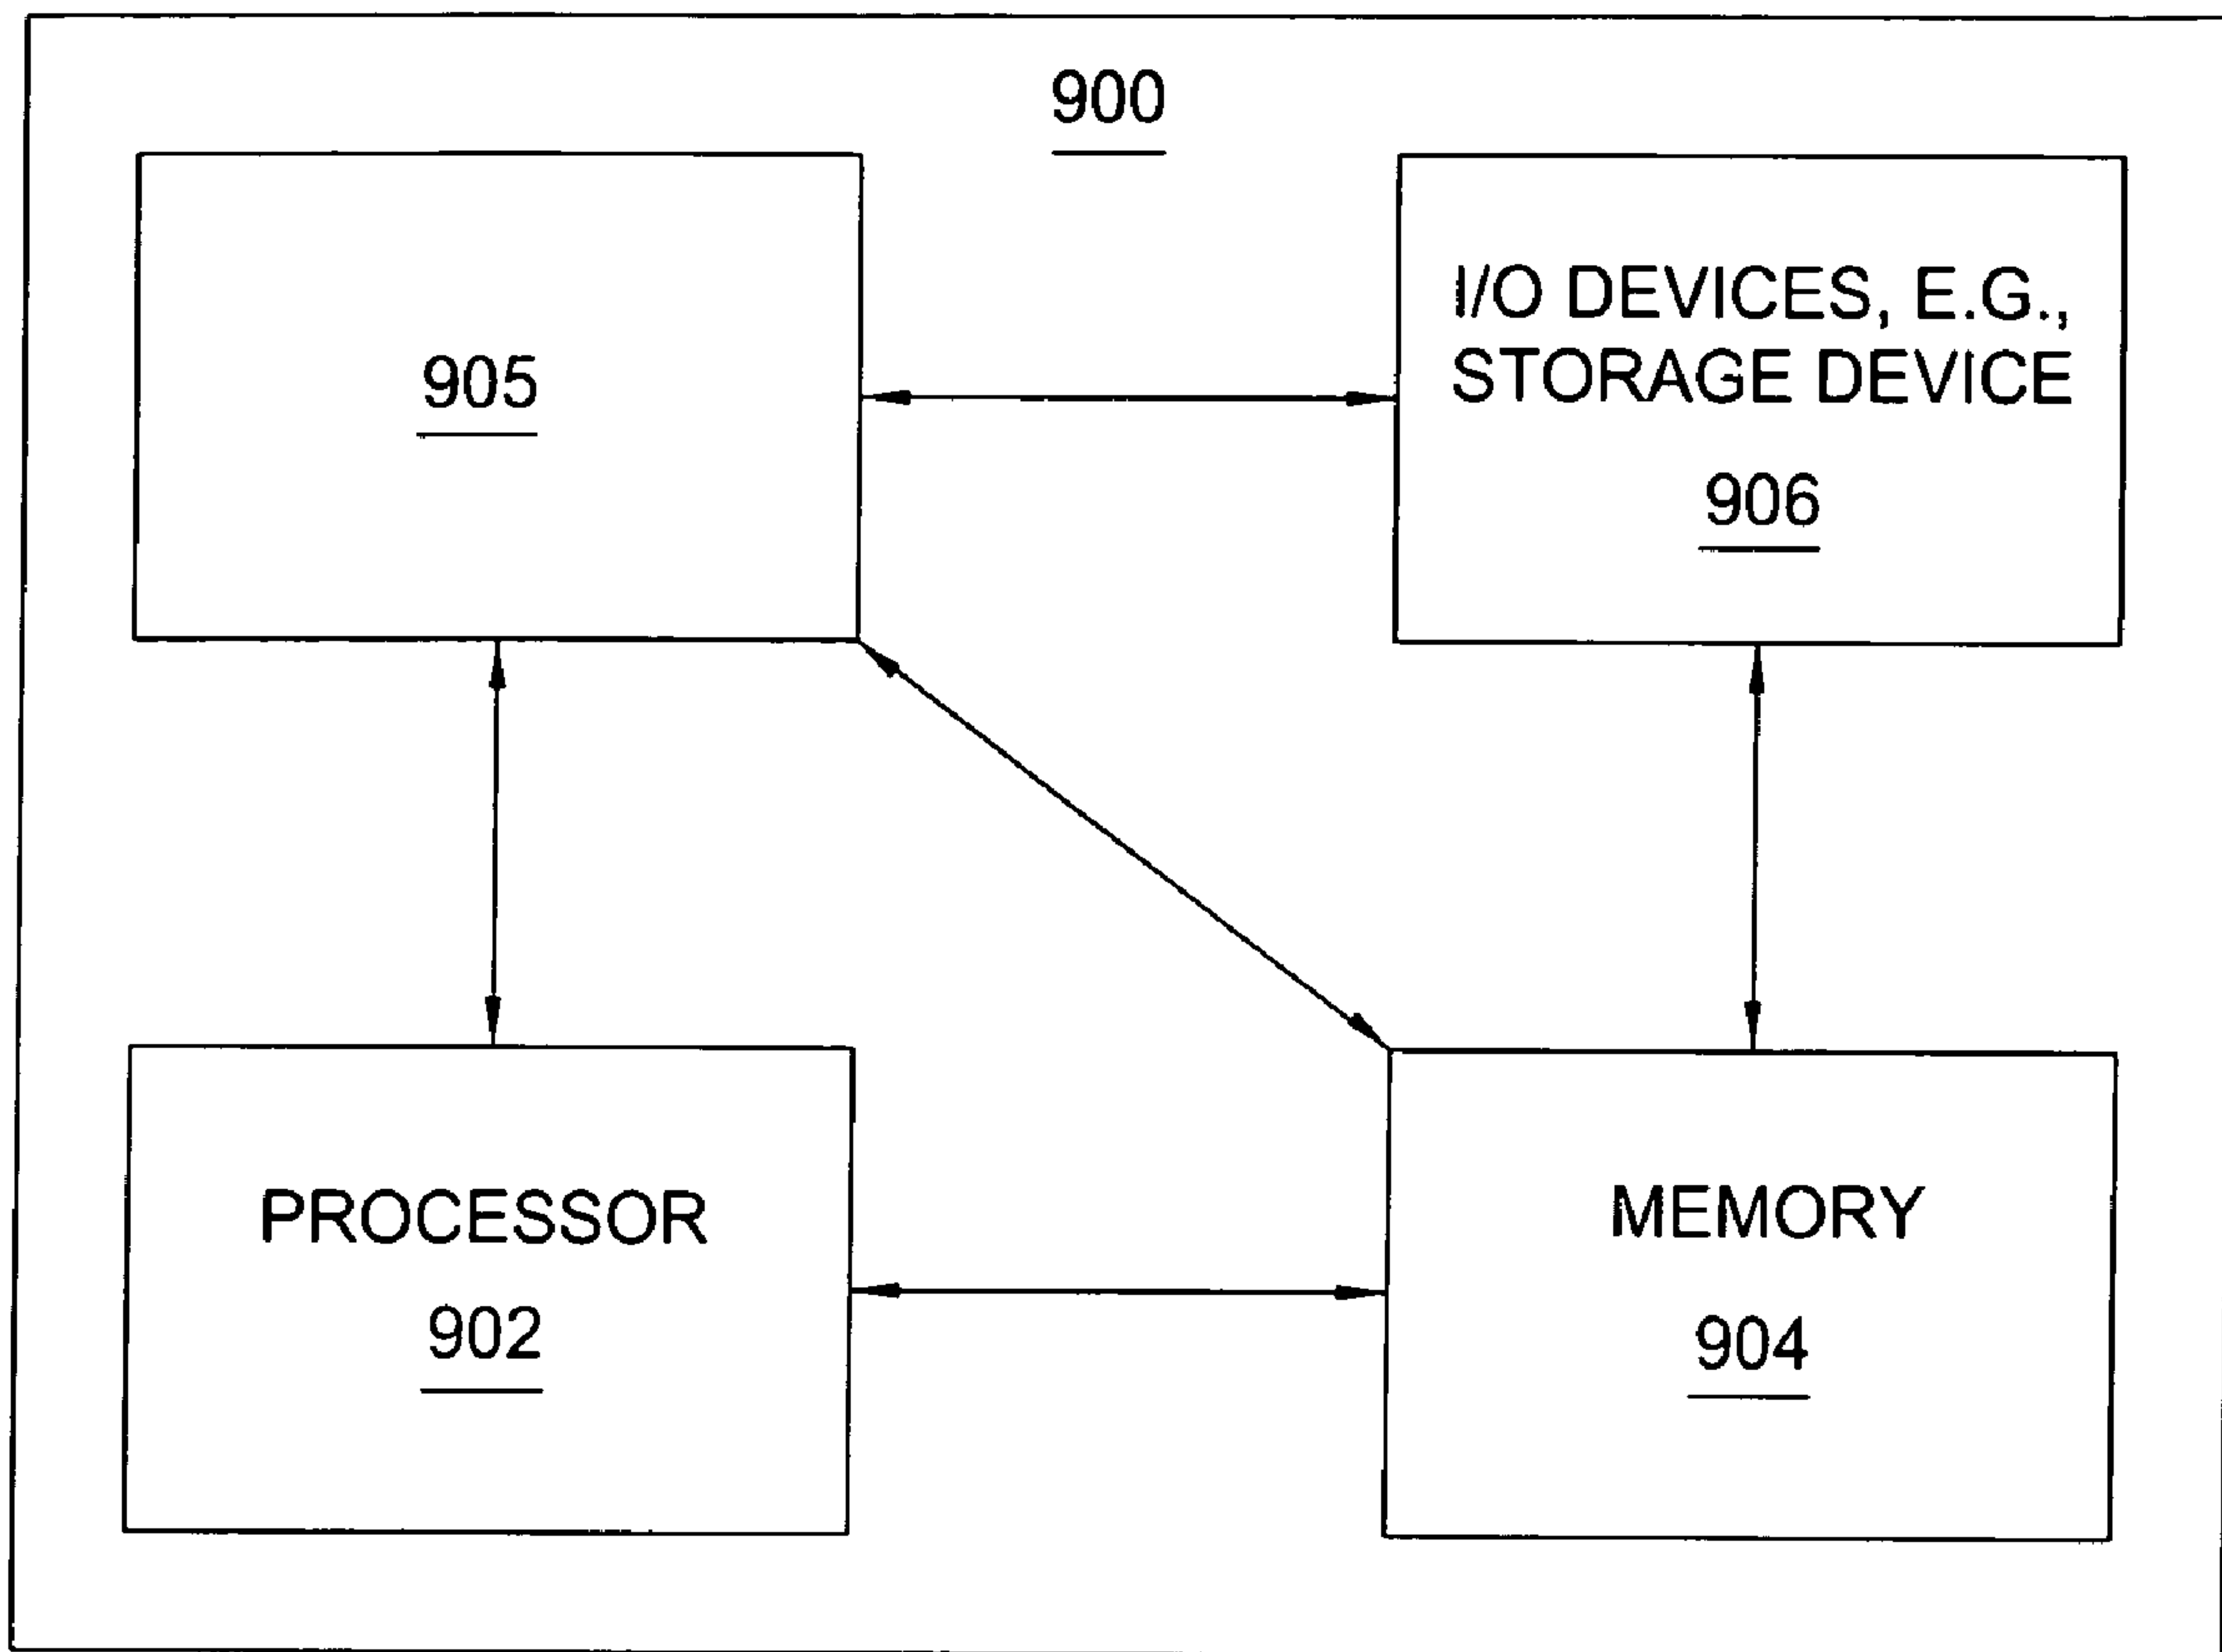 900
905
I/O DEVICES, E.G.,
STORAGE DEVICE
906
PROCESSOR
902
MEMORY
904